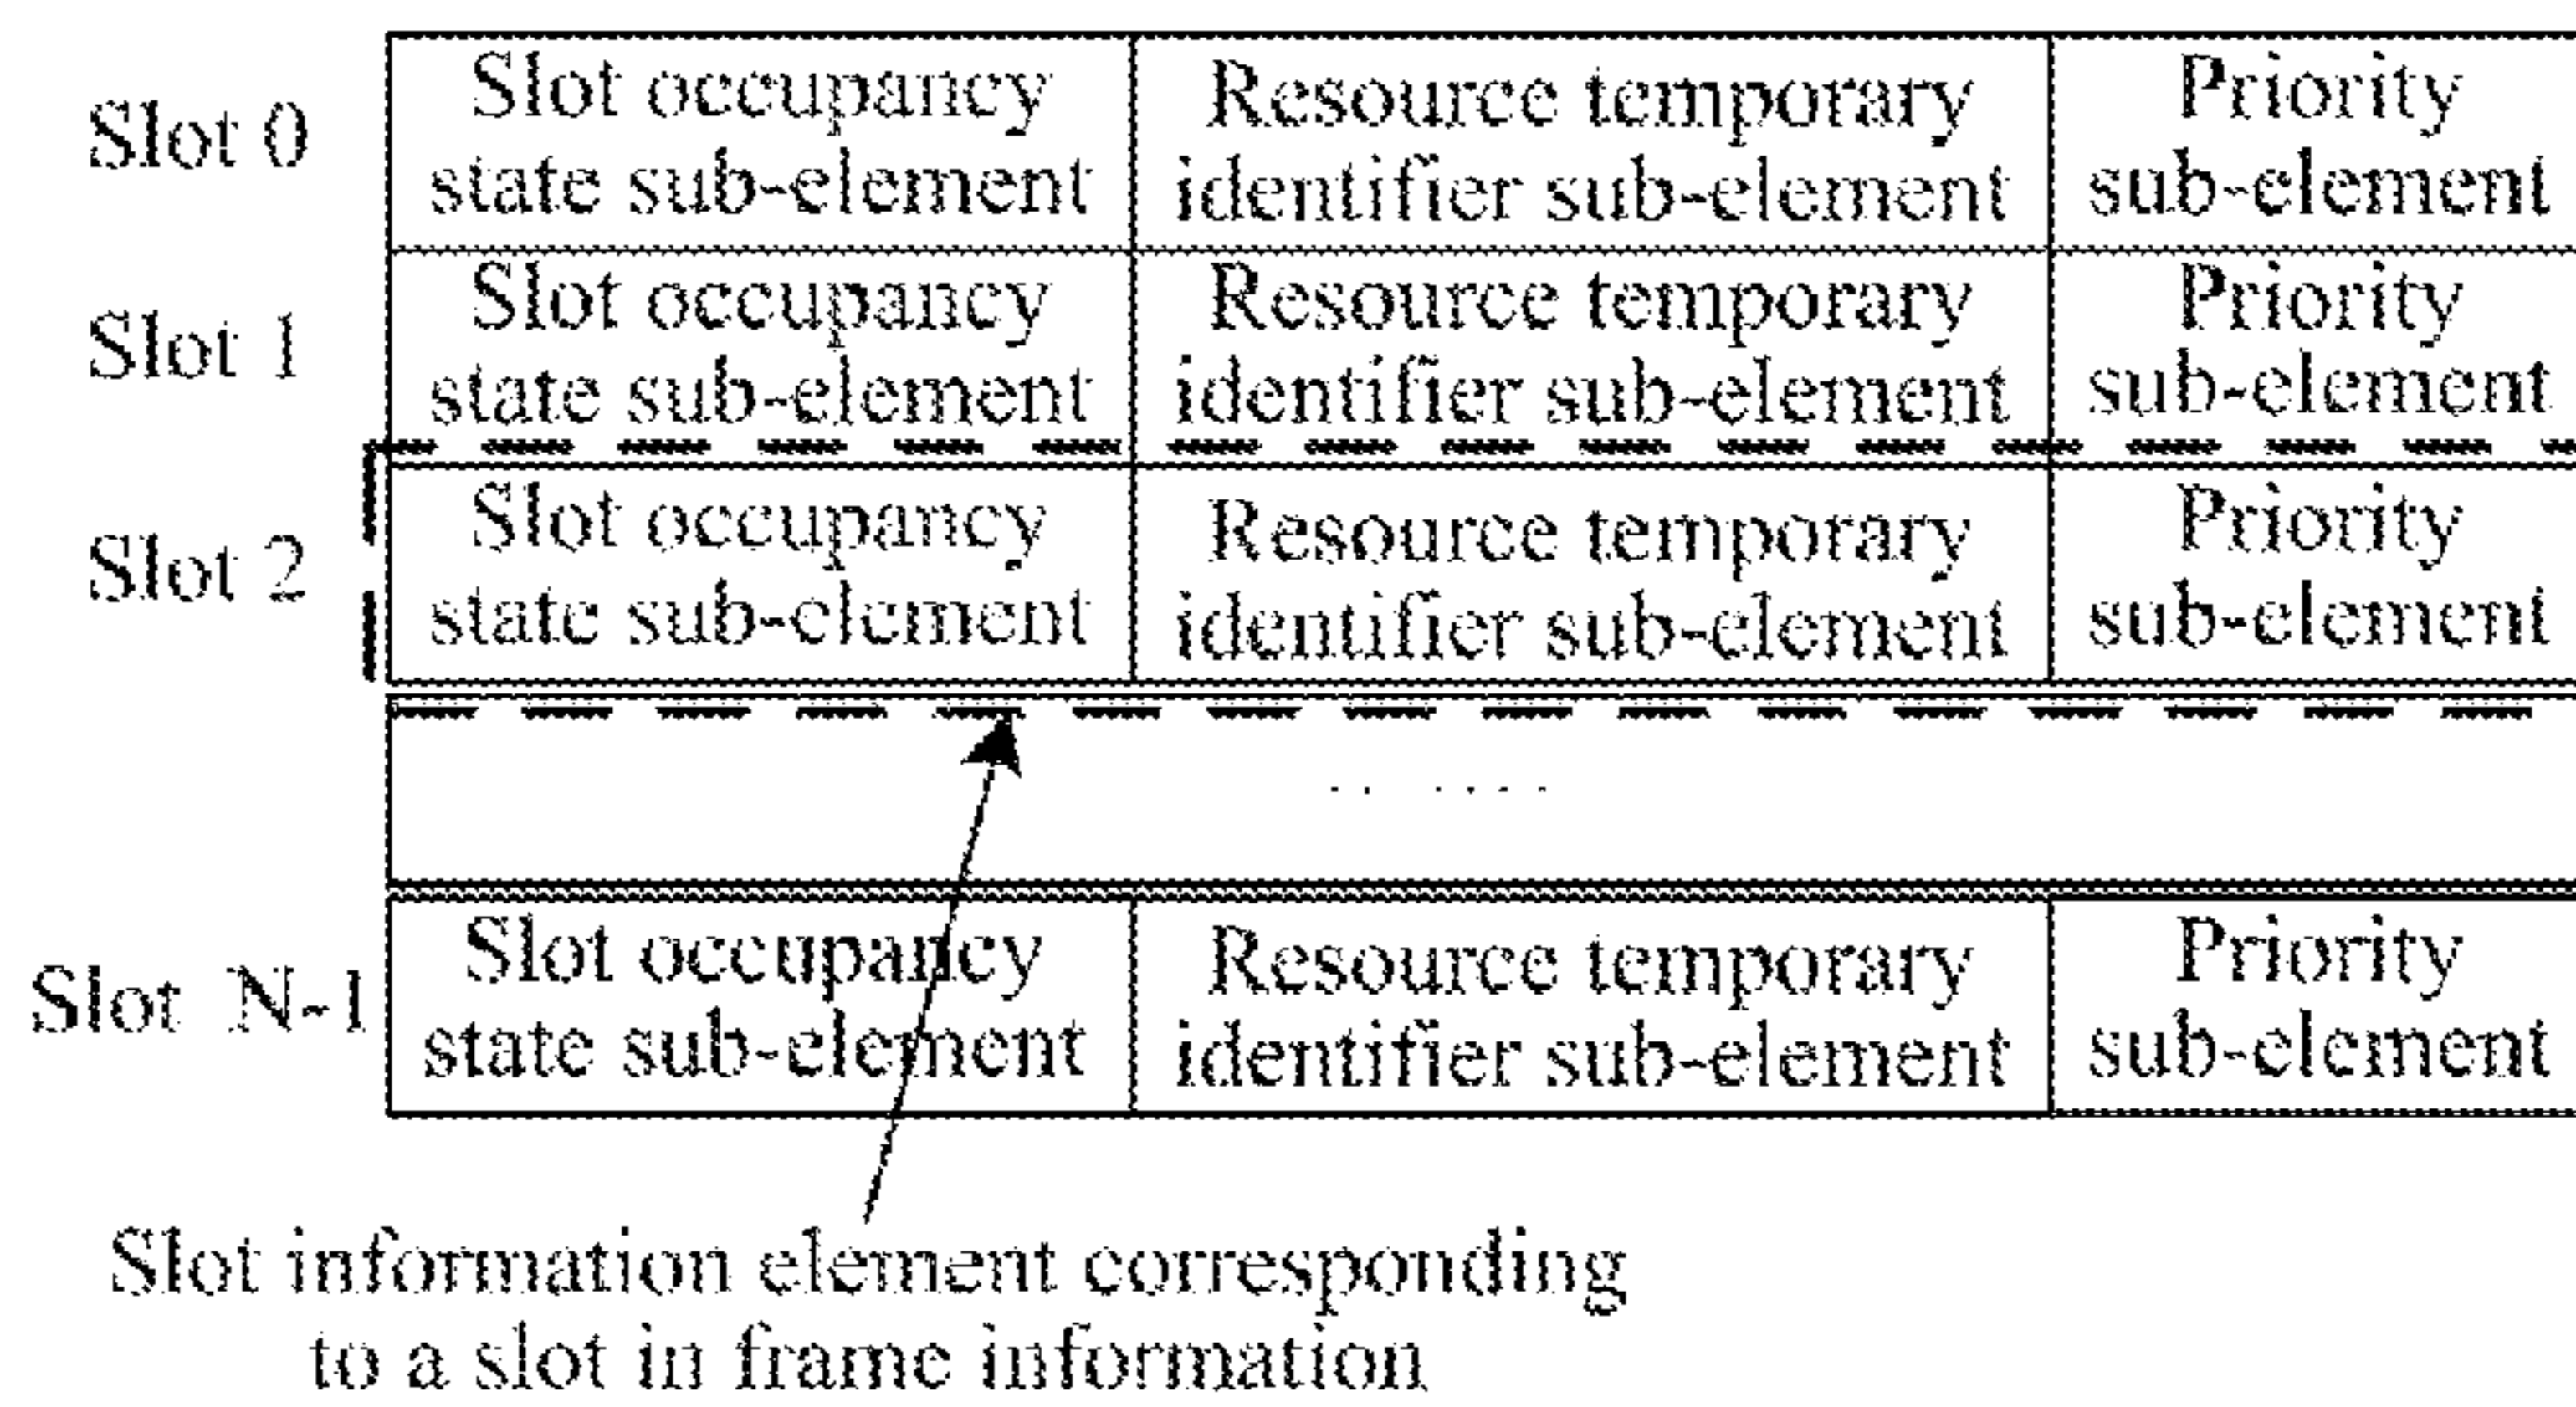 Slot 0
Slot occupancy
state sub-element
Resource temporary
identifier sub-element
Priority
sub-element
Slot 1
Slot occupancy
state sub-element
Resource temporary
identifier sub-element
Priority
sub-element
Slot 2
Slot occupancy
state sub-element
Resource temporary
identifier sub-element
Priority
sub-element
.......
Slot N-1
Slot occupancy
state sub-element
Resource temporary
identifier sub-element
Priority
sub-element
Slot information element corresponding
to a slot in frame information